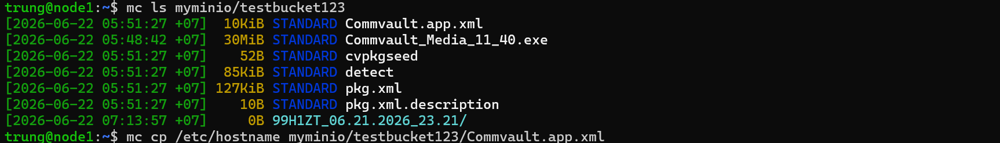 trung@node1:~$ mc ls myminio/testbucket123
[2026-06-22 05:51:27 +07]  10KiB STANDARD Commvault.app.xml
[2026-06-22 05:48:42 +07]  30MiB STANDARD Commvault_Media_11_40.exe
[2026-06-22 05:51:27 +07]    52B STANDARD cvpkgseed
[2026-06-22 05:51:27 +07]  85KiB STANDARD detect
[2026-06-22 05:51:27 +07] 127KiB STANDARD pkg.xml
[2026-06-22 05:51:27 +07]    10B STANDARD pkg.xml.description
[2026-06-22 07:13:57 +07]     0B 99H1ZT_06.21.2026_23.21/
trung@node1:~$ mc cp /etc/hostname myminio/testbucket123/Commvault.app.xml